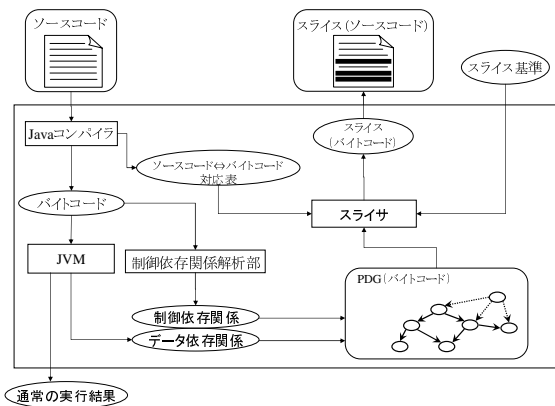 ソースコード
スライス(ソースコード)
スライス基準
Javaコンパイラ
スライス
(バイトコード)
ソースコード⇔バイトコード
対応表
バイトコード
スライサ
JVM
制御依存関係解析部
PDG(バイトコード)
制御依存関係
データ依存関係
通常の実行結果